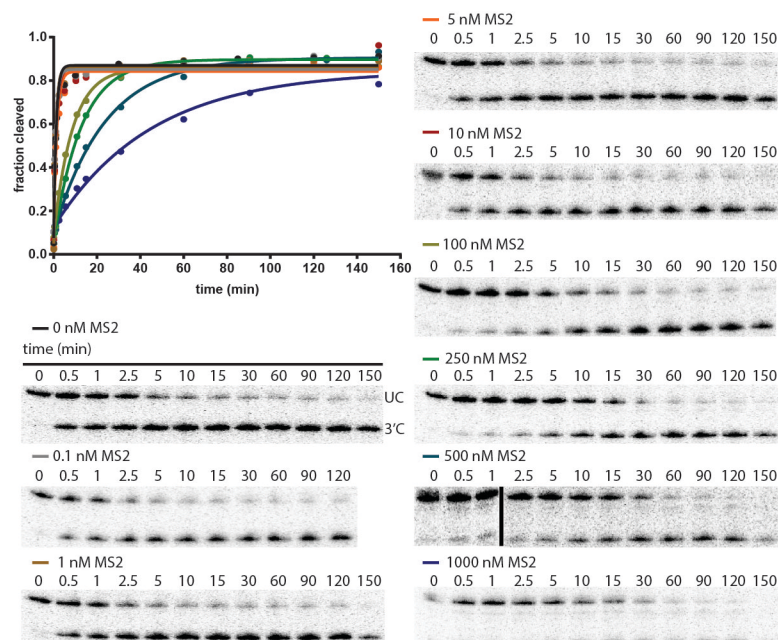 1.0
0.8
0.6
0.4
0.2
0.0
fraction cleaved
0 20 40 60 80 100 120 140 160
time (min)
0 nM MS2
time (min)
0 0.5 1 2.5 5 10 15 30 60 90 120 150
UC
3'C
0.1 nM MS2
0 0.5 1 2.5 5 10 15 30 60 90 120
1 nM MS2
0 0.5 1 2.5 5 10 15 30 60 90 120 150
5 nM MS2
0 0.5 1 2.5 5 10 15 30 60 90 120 150
10 nM MS2
0 0.5 1 2.5 5 10 15 30 60 90 120 150
100 nM MS2
0 0.5 1 2.5 5 10 15 30 60 90 120 150
250 nM MS2
0 0.5 1 2.5 5 10 15 30 60 90 120 150
500 nM MS2
0 0.5 1 2.5 5 10 15 30 60 90 120 150
1000 nM MS2
0 0.5 1 2.5 5 10 15 30 60 90 120 150